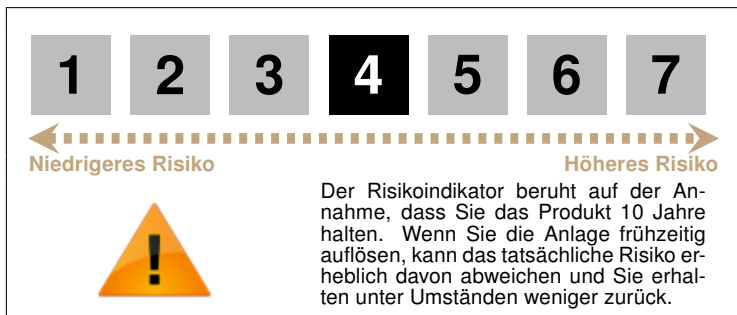 1 2 3 4 5 6 7
Niedrigeres Risiko Höheres Risiko
!
Der Risikoindikator beruht auf der An-
nahme, dass Sie das Produkt 10 Jahre
halten. Wenn Sie die Anlage frühzeitig
auflösen, kann das tatsächliche Risiko er-
heblich davon abweichen und Sie erhal-
ten unter Umständen weniger zurück.